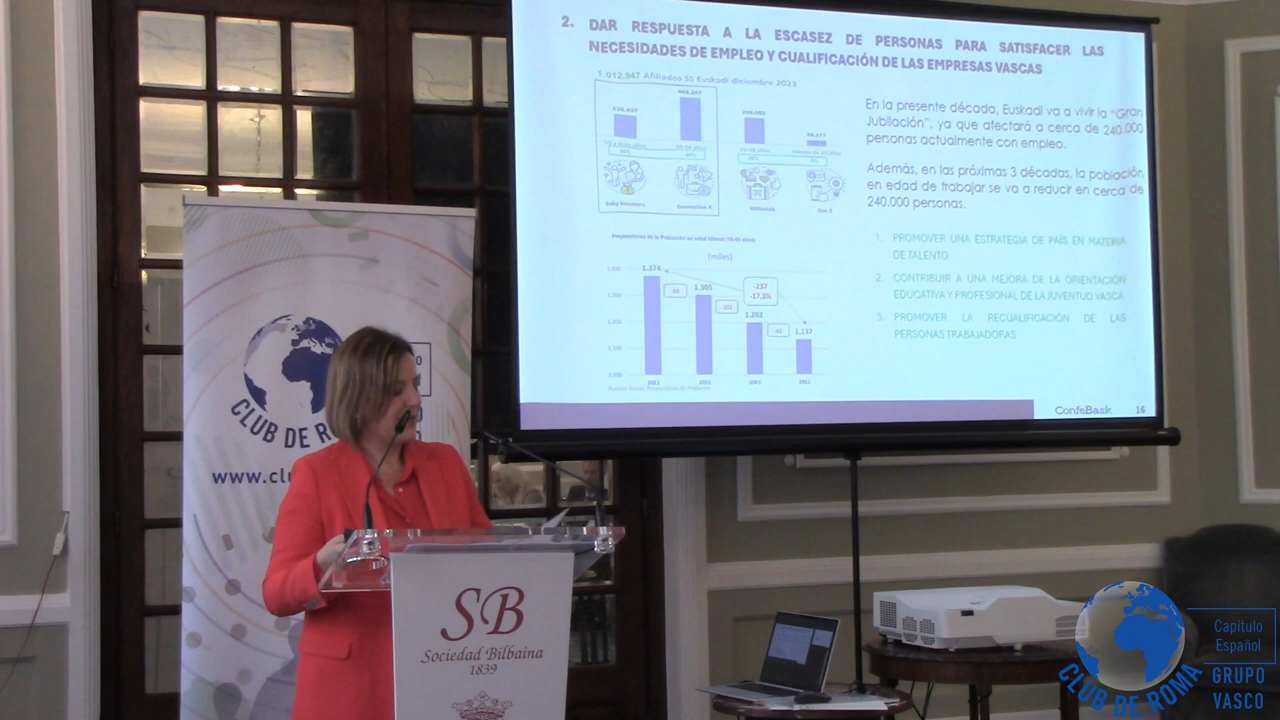 2. DAR RESPUESTA A LA ESCASEZ DE PERSONAS PARA SATISFACER LAS
NECESIDADES DE EMPLEO Y CUALIFICACIÓN DE LAS EMPRESAS VASCAS
1.012.947 Afiliados SS Euskadi diciembre 2023
Baby Boomers
Generation X
Millenials
Gen Z
En la presente década, Euskadi va a vivir la "Gran
Jubilación", ya que afectará a cerca de 240.000
personas actualmente con empleo.
Además, en las próximas 3 décadas, la población
en edad de trabajar se va a reducir en cerca de
240.000 personas.
1. PROMOVER UNA ESTRATEGIA DE PAÍS EN MATERIA
DE TALENTO
2. CONTRIBUIR A UNA MEJORA DE LA ORIENTACIÓN
EDUCATIVA Y PROFESIONAL DE LA JUVENTUD VASCA
3. PROMOVER LA RECUALIFICACIÓN DE LAS
PERSONAS TRABAJADORAS
(miles)
1.374
1.305
-237
-17,3%
1.202
1.137
ConfeBask 16
CLUB DE R
www.cl
SB
Sociedad Bilbaina
1839
CLUB DE ROMA
Capítulo
Español
GRUPO
VASCO